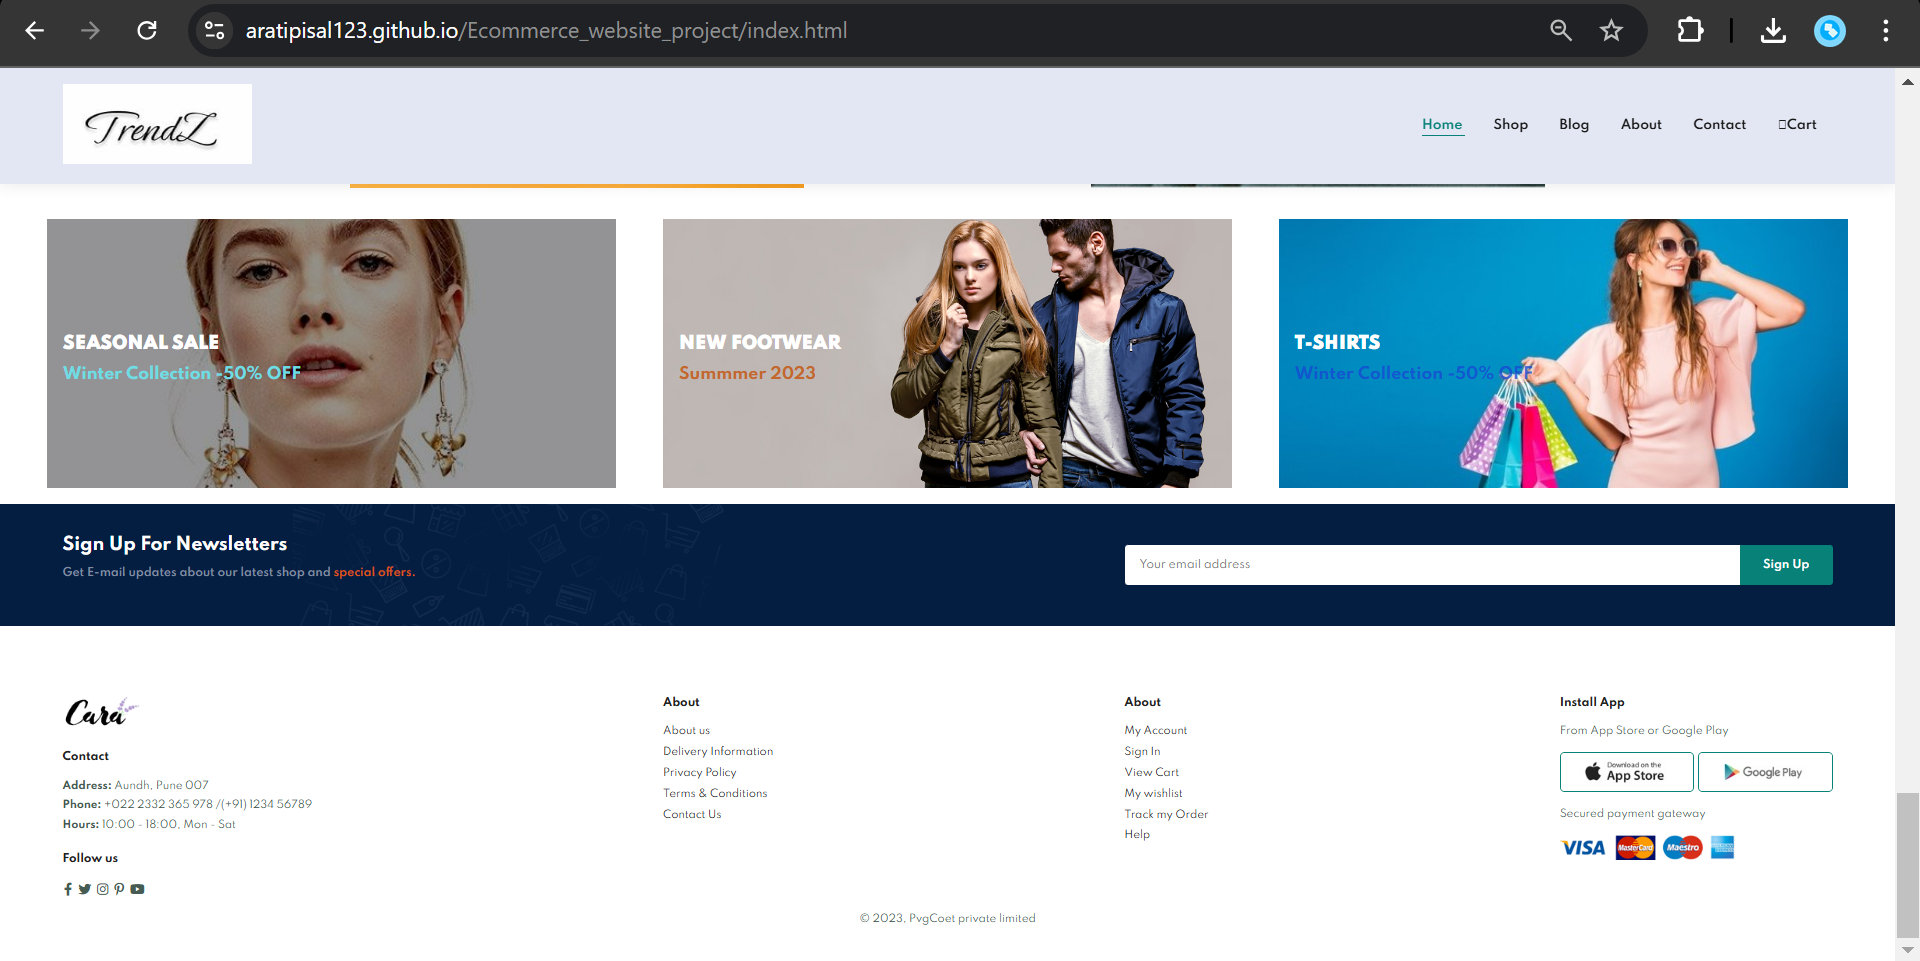 aratipisal123.github.io/Ecommerce_website_project/index.html
TrendZ
Home Shop Blog About Contact Cart
SEASONAL SALE
Winter Collection -50% OFF
NEW FOOTWEAR
Summmer 2023
T-SHIRTS
Winter Collection -50% OFF
Sign Up For Newsletters
Get E-mail updates about our latest shop and special offers.
Your email address
Sign Up
Cara
Contact
Address: Aundh, Pune 007
Phone: +022 2332 365 978 /(+91) 1234 56789
Hours: 10:00 - 18:00, Mon - Sat
Follow us
About
About us
Delivery Information
Privacy Policy
Terms & Conditions
Contact Us
About
My Account
Sign In
View Cart
My wishlist
Track my Order
Help
Install App
From App Store or Google Play
Download on the
App Store
Google Play
Secured payment gateway
VISA MasterCard Maestro
© 2023, PvgCoet private limited